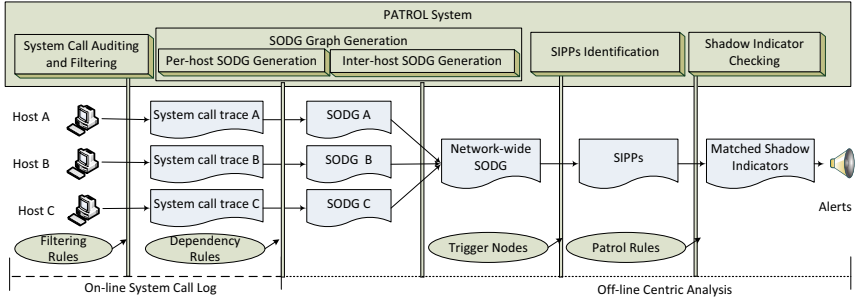 PATROL System
System Call Auditing
and Filtering
SODG Graph Generation
Per-host SODG Generation
Inter-host SODG Generation
SIPPs Identification
Shadow Indicator
Checking
Host A
System call trace A
SODG A
Host B
System call trace B
SODG B
Network-wide
SODG
SIPPs
Matched Shadow
Indicators
Host C
System call trace C
SODG C
Alerts
Filtering
Rules
Dependency
Rules
Trigger Nodes
Patrol Rules
On-line System Call Log
Off-line Centric Analysis